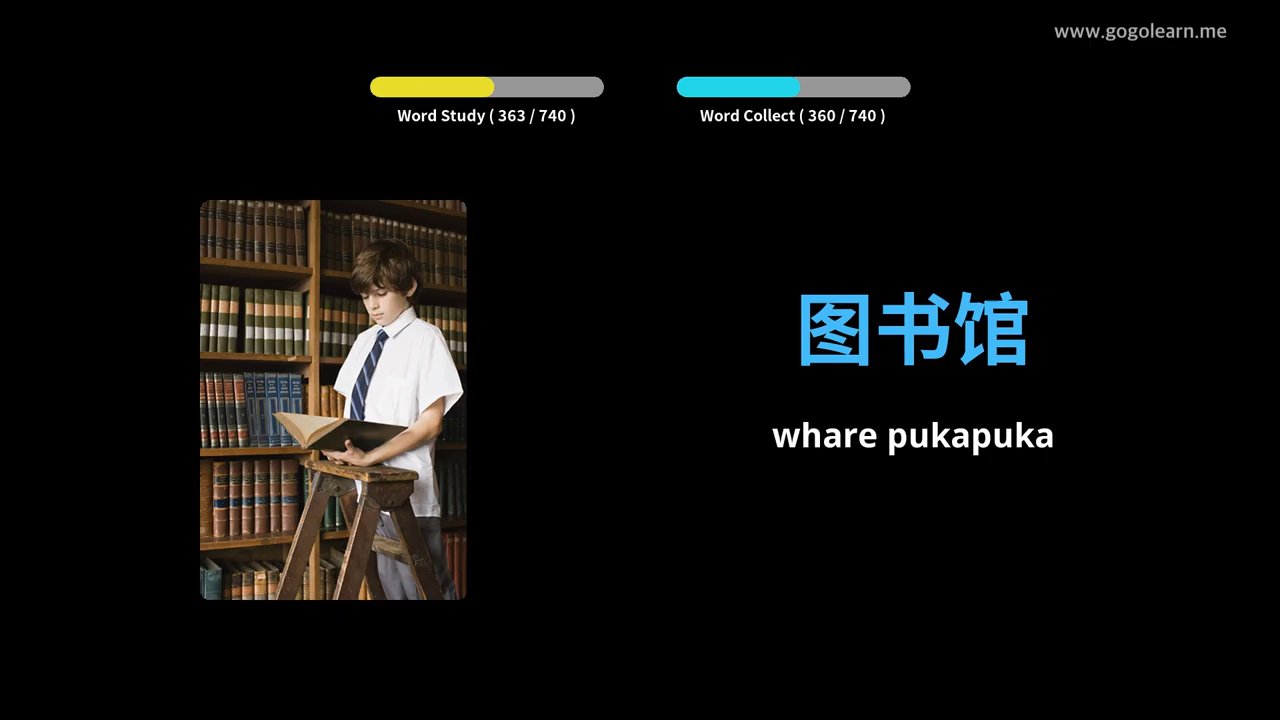 www.gogolearn.me
Word Study ( 363 / 740 )
Word Collect ( 360 / 740 )
图书馆
whare pukapuka